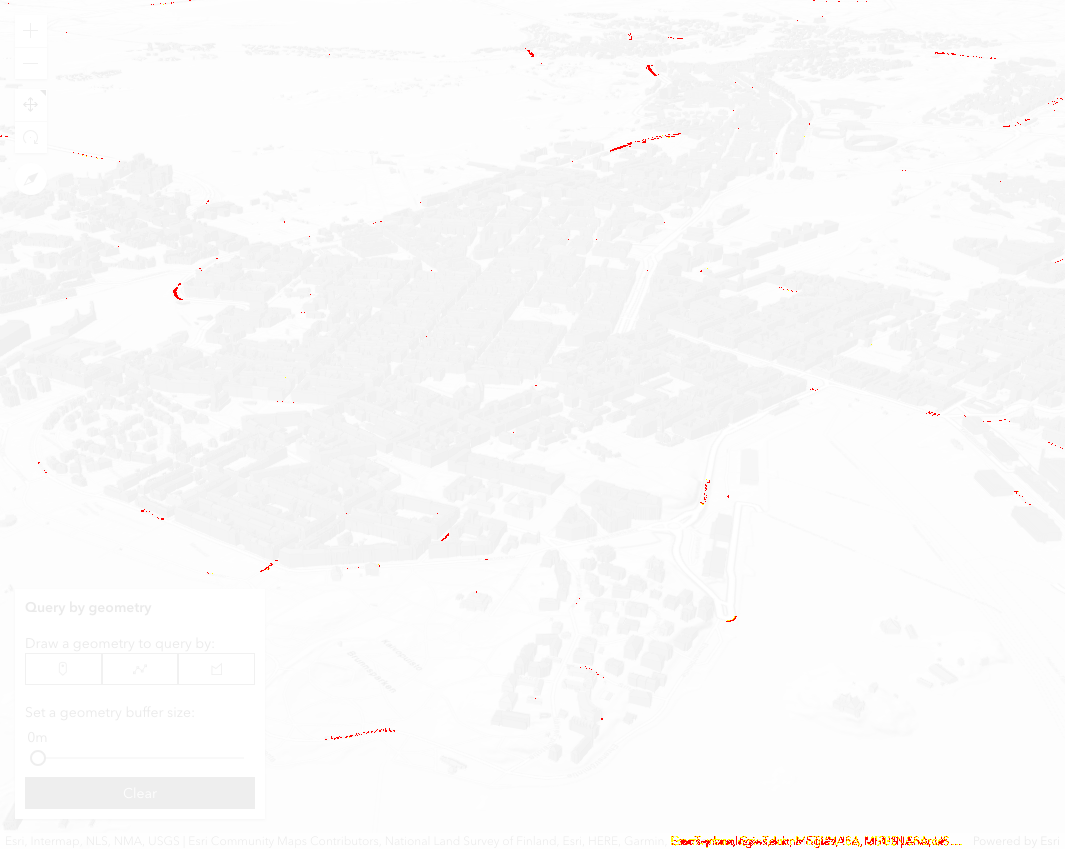 Query by geometry
Draw a geometry to query by:
Set a geometry buffer size:
0m
Clear
Esri, Intermap, NLS, NMA, USGS | Esri Community Maps Contributors, National Land Survey of Finland, Esri, HERE, Garmin, Powered by Esri